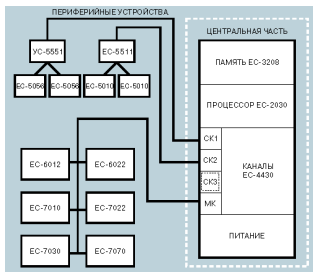 ПЕРИФЕРИЙНЫЕ УСТРОЙСТВА
ЦЕНТРАЛЬНАЯ ЧАСТЬ
УС-5551
ЕС-5511
ЕС-5056
ЕС-5056
ЕС-5010
ЕС-5010
ПАМЯТЬ ЕС-3208
ПРОЦЕССОР ЕС-2030
СК1
СК2
СК3
МК
КАНАЛЫ
ЕС-4430
ПИТАНИЕ
ЕС-6012
ЕС-6022
ЕС-7010
ЕС-7022
ЕС-7030
ЕС-7070